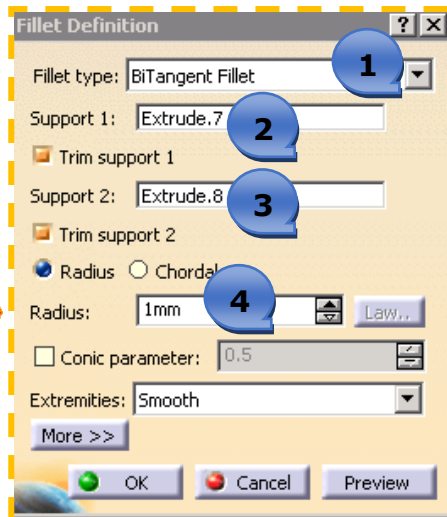 Fillet Definition ? X
Fillet type: BiTangent Fillet 1
Support 1: Extrude.7 2
Trim support 1
Support 2: Extrude.8 3
Trim support 2
Radius Chordal
Radius: 1mm 4 Law..
Conic parameter: 0.5
Extremities: Smooth
More >>
OK Cancel Preview